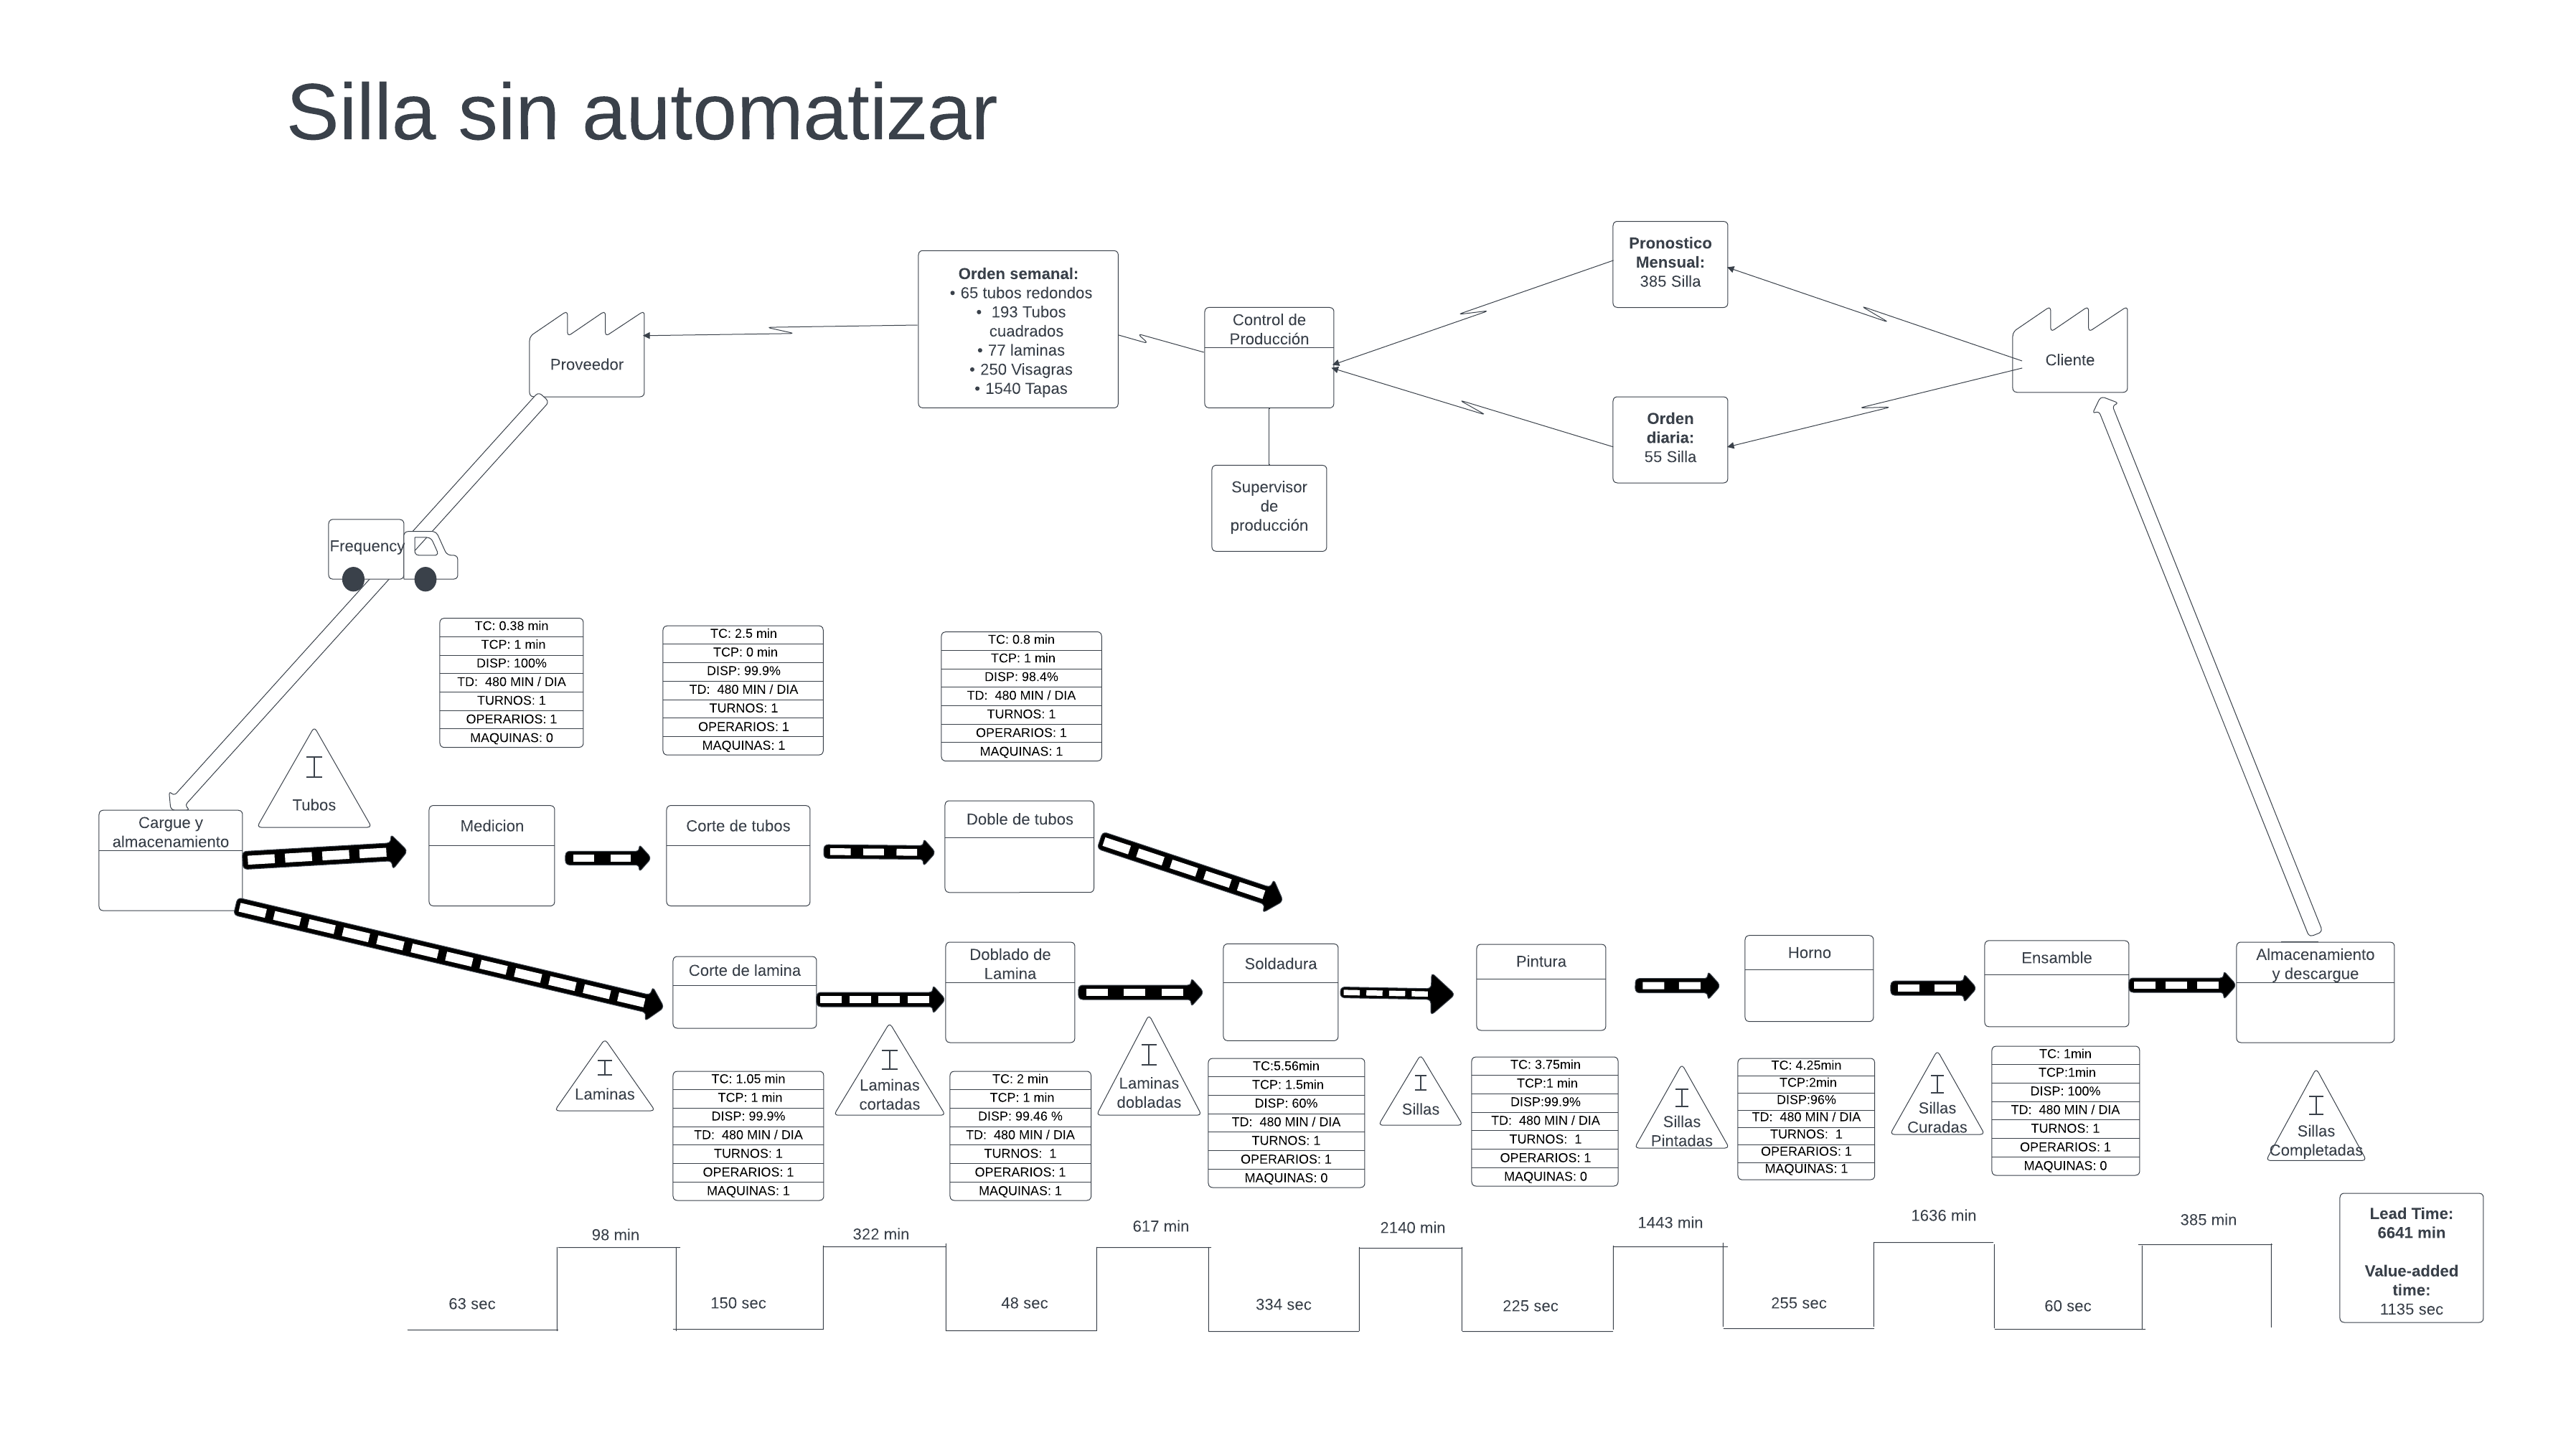 Silla sin automatizar
Pronostico
Mensual:
385 Silla
Orden semanal:
• 65 tubos redondos
• 193 Tubos
cuadrados
• 77 laminas
• 250 Visagras
• 1540 Tapas
Control de
Producción
Proveedor
Cliente
Orden
diaria:
55 Silla
Supervisor
de
producción
Frequency
TC: 0.38 min
TCP: 1 min
DISP: 100%
TD: 480 MIN / DIA
TURNOS: 1
OPERARIOS: 1
MAQUINAS: 0
TC: 2.5 min
TCP: 0 min
DISP: 99.9%
TD: 480 MIN / DIA
TURNOS: 1
OPERARIOS: 1
MAQUINAS: 1
TC: 0.8 min
TCP: 1 min
DISP: 98.4%
TD: 480 MIN / DIA
TURNOS: 1
OPERARIOS: 1
MAQUINAS: 1
I
Tubos
Cargue y
almacenamiento
Medicion
Corte de tubos
Doble de tubos
Corte de lamina
Doblado de
Lamina
Soldadura
Pintura
Horno
Ensamble
Almacenamiento
y descargue
I
Laminas
TC: 1.05 min
TCP: 1 min
DISP: 99.9%
TD: 480 MIN / DIA
TURNOS: 1
OPERARIOS: 1
MAQUINAS: 1
I
Laminas
cortadas
TC: 2 min
TCP: 1 min
DISP: 99.46 %
TD: 480 MIN / DIA
TURNOS: 1
OPERARIOS: 1
MAQUINAS: 1
I
Laminas
dobladas
TC:5.56min
TCP: 1.5min
DISP: 60%
TD: 480 MIN / DIA
TURNOS: 1
OPERARIOS: 1
MAQUINAS: 0
I
Sillas
TC: 3.75min
TCP:1 min
DISP:99.9%
TD: 480 MIN / DIA
TURNOS: 1
OPERARIOS: 1
MAQUINAS: 0
I
Sillas
Pintadas
TC: 4.25min
TCP:2min
DISP:96%
TD: 480 MIN / DIA
TURNOS: 1
OPERARIOS: 1
MAQUINAS: 1
I
Sillas
Curadas
TC: 1min
TCP:1min
DISP: 100%
TD: 480 MIN / DIA
TURNOS: 1
OPERARIOS: 1
MAQUINAS: 0
I
Sillas
Completadas
63 sec
98 min
150 sec
322 min
48 sec
617 min
334 sec
2140 min
225 sec
1443 min
255 sec
1636 min
60 sec
385 min
Lead Time:
6641 min
Value-added
time:
1135 sec